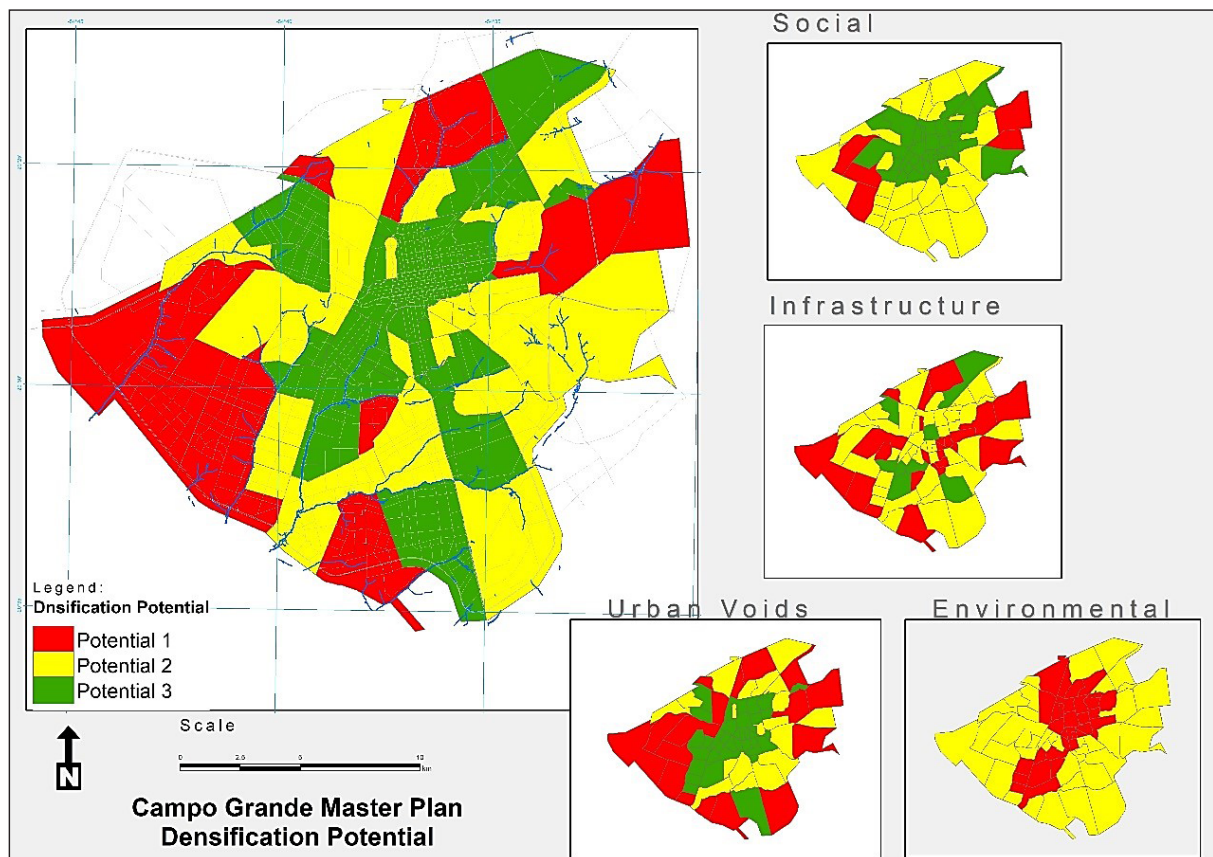 Social
Infrastructure
Legend:
Dnsification Potential
Potential 1
Potential 2
Potential 3
Urban Voids
Environmental
Scale
km
N
Campo Grande Master Plan
Densification Potential